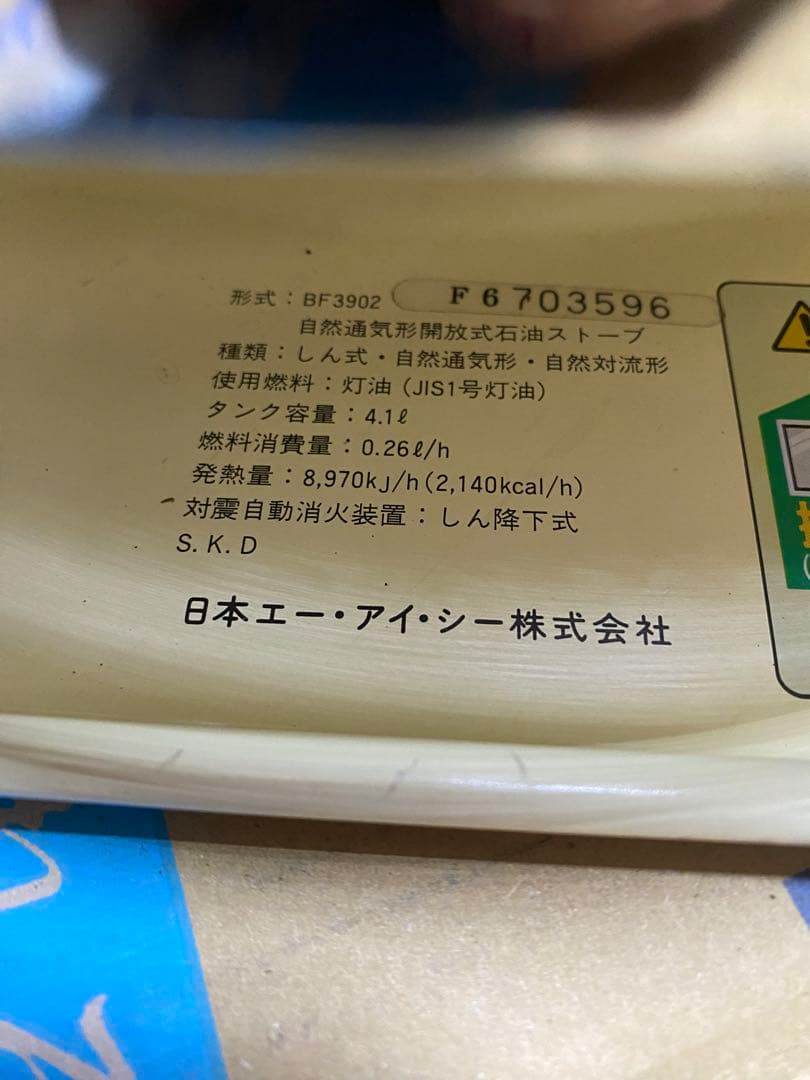 形式：BF3902 F6703596
自然通気形開放式石油ストーブ
種類：しん式・自然通気形・自然対流形
使用燃料：灯油（JIS1号灯油）
タンク容量：4.1ℓ
燃料消費量：0.26ℓ/h
発熱量：8,970kJ/h(2,140kcal/h)
対震自動消火装置：しん降下式
S.K.D
日本エー・アイ・シー株式会社